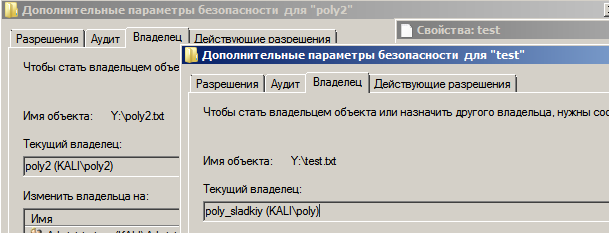 Дополнительные параметры безопасности для "poly2"
Разрешения Аудит Владелец Действующие разрешения
Чтобы стать владельцем объе
Имя объекта: Y:\poly2.txt
Текущий владелец:
poly2 (KALI\poly2)
Изменить владельца на:
Имя
Свойства: test
Дополнительные параметры безопасности для "test"
Разрешения Аудит Владелец Действующие разрешения
Чтобы стать владельцем объекта или назначить другого владельца, нужны соо
Имя объекта: Y:\test.txt
Текущий владелец:
poly_sladkiy (KALI\poly)